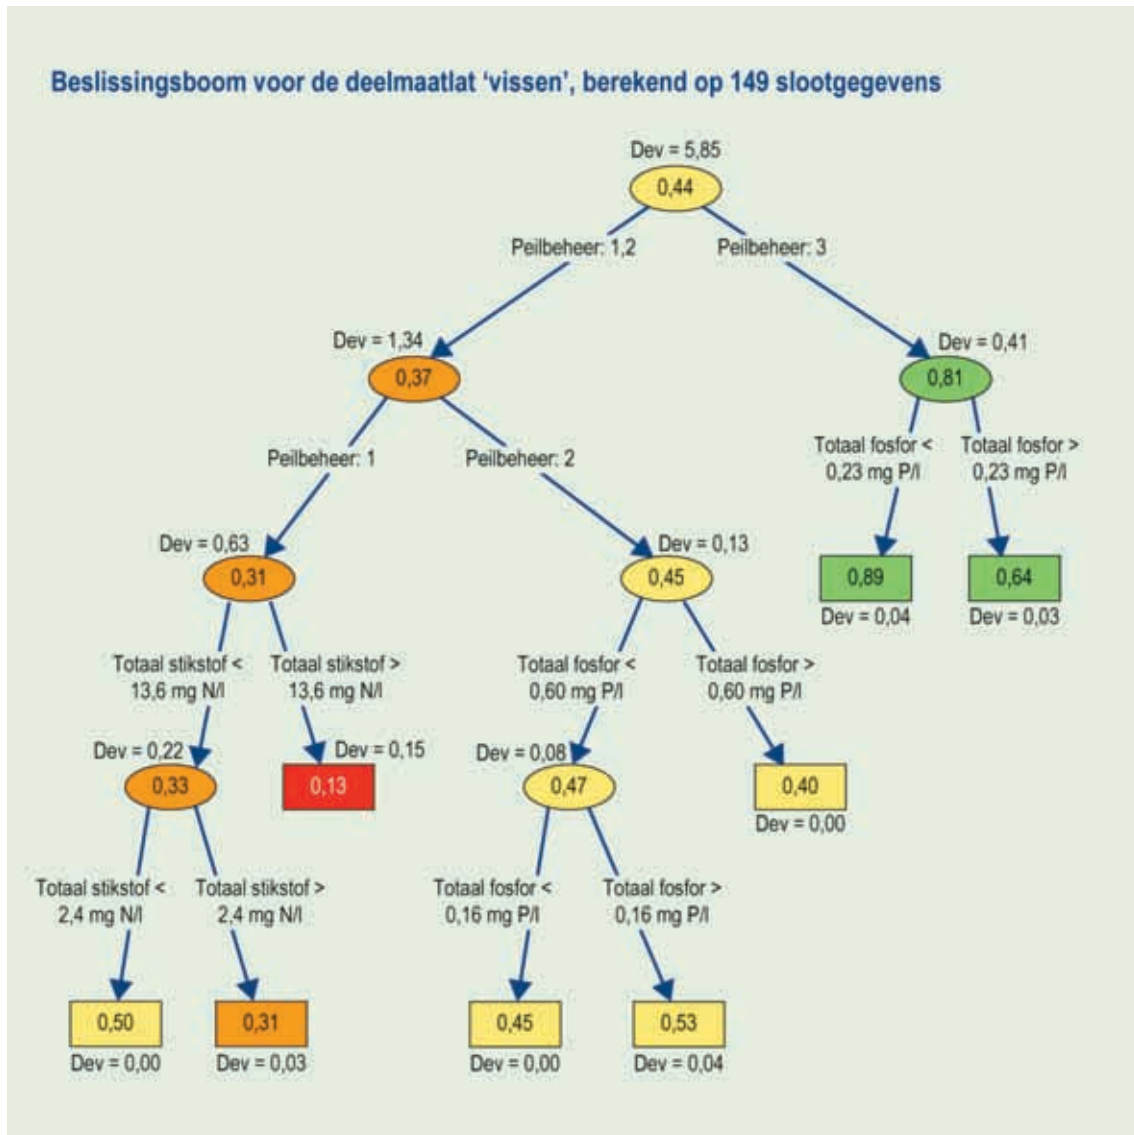 Beslissingsboom voor de deelmaatlat ‘vissen’, berekend op 149 slootgegevens
Dev = 5,85
0,44
Peilbeheer: 1,2
Peilbeheer: 3
Dev = 1,34
0,37
Dev = 0,41
0,81
Peilbeheer: 1
Peilbeheer: 2
Totaal fosfor <
0,23 mg P/l
Totaal fosfor >
0,23 mg P/l
Dev = 0,63
0,31
Dev = 0,13
0,45
0,89
Dev = 0,04
0,64
Dev = 0,03
Totaal stikstof <
13,6 mg N/l
Totaal stikstof >
13,6 mg N/l
Totaal fosfor <
0,60 mg P/l
Totaal fosfor >
0,60 mg P/l
Dev = 0,22
0,33
Dev = 0,15
0,13
Dev = 0,08
0,47
0,40
Dev = 0,00
Totaal stikstof <
2,4 mg N/l
Totaal stikstof >
2,4 mg N/l
Totaal fosfor <
0,16 mg P/l
Totaal fosfor >
0,16 mg P/l
0,50
Dev = 0,00
0,31
Dev = 0,03
0,45
Dev = 0,00
0,53
Dev = 0,04